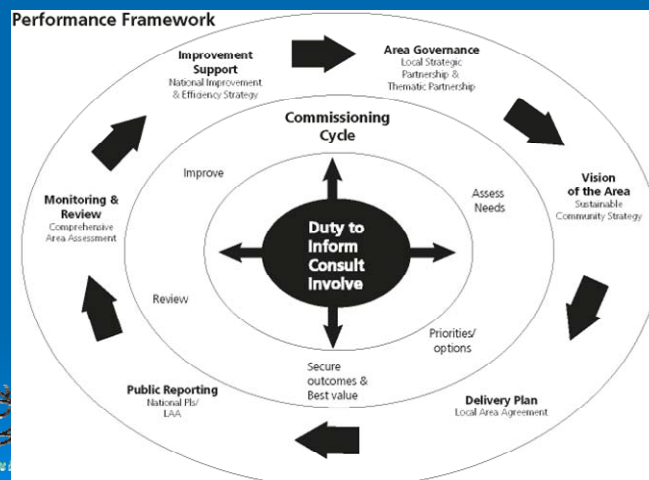 Performance Framework
Improvement
Support
National Improvement
& Efficiency Strategy
Area Governance
Local Strategic
Partnership &
Thematic Partnership
Commissioning
Cycle
Improve
Assess
Needs
Vision
of the Area
Sustainable
Community Strategy
Monitoring &
Review
Comprehensive
Area Assessment
Duty to
Inform
Consult
Involve
Review
Priorities/
options
Secure
outcomes &
Best value
Public Reporting
National PIs/
LAA
Delivery Plan
Local Area Agreement